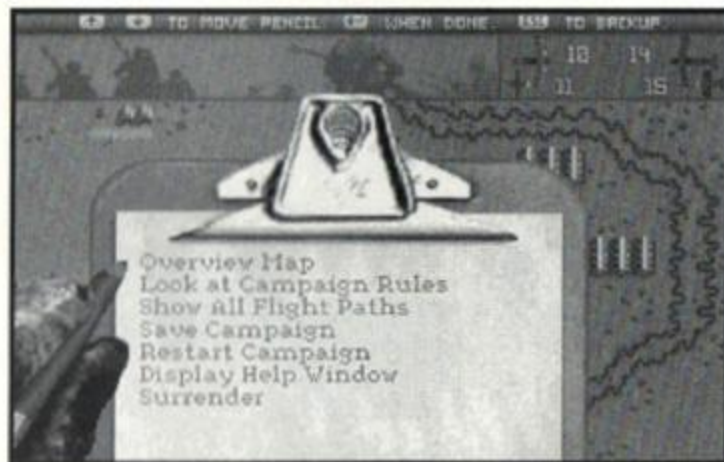 TO MOVE PENCIL. WHEN DONE. ESC TO BACKUP.
10 14
11 15
Overview Map
Look at Campaign Rules
Show All Flight Paths
Save Campaign
Restart Campaign
Display Help Window
Surrender